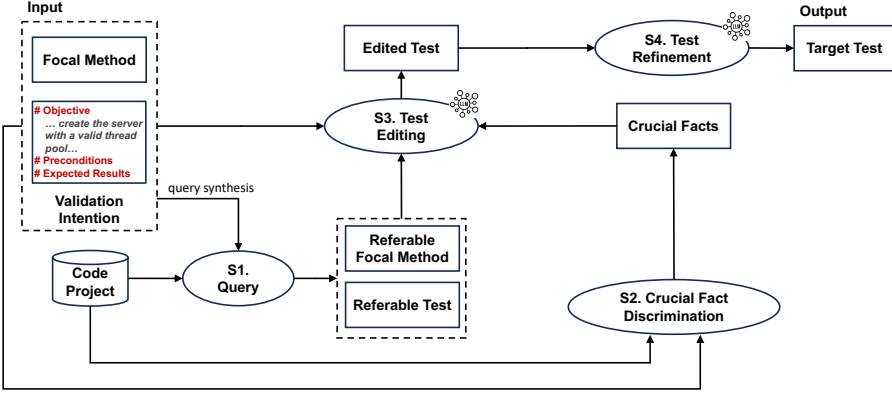 Input
Output
Focal Method
Edited Test
S4. Test
Refinement
LLM
Target Test
# Objective
… create the server
with a valid thread
pool…
# Preconditions
# Expected Results
Validation
Intention
S3. Test
Editing
LLM
Crucial Facts
query synthesis
Code
Project
S1.
Query
Referable
Focal Method
Referable Test
S2. Crucial Fact
Discrimination